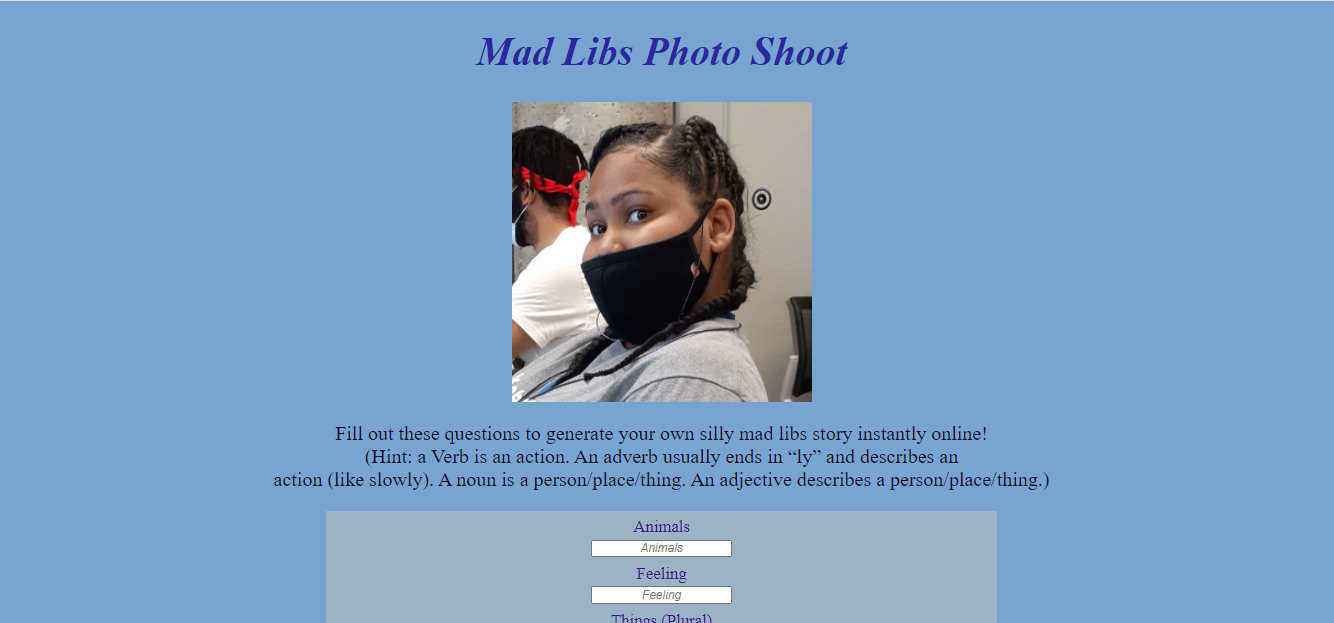 Mad Libs Photo Shoot
Fill out these questions to generate your own silly mad libs story instantly online!
(Hint: a Verb is an action. An adverb usually ends in “ly” and describes an
action (like slowly). A noun is a person/place/thing. An adjective describes a person/place/thing.)
Animals
Animals
Feeling
Feeling
Things (Plural)